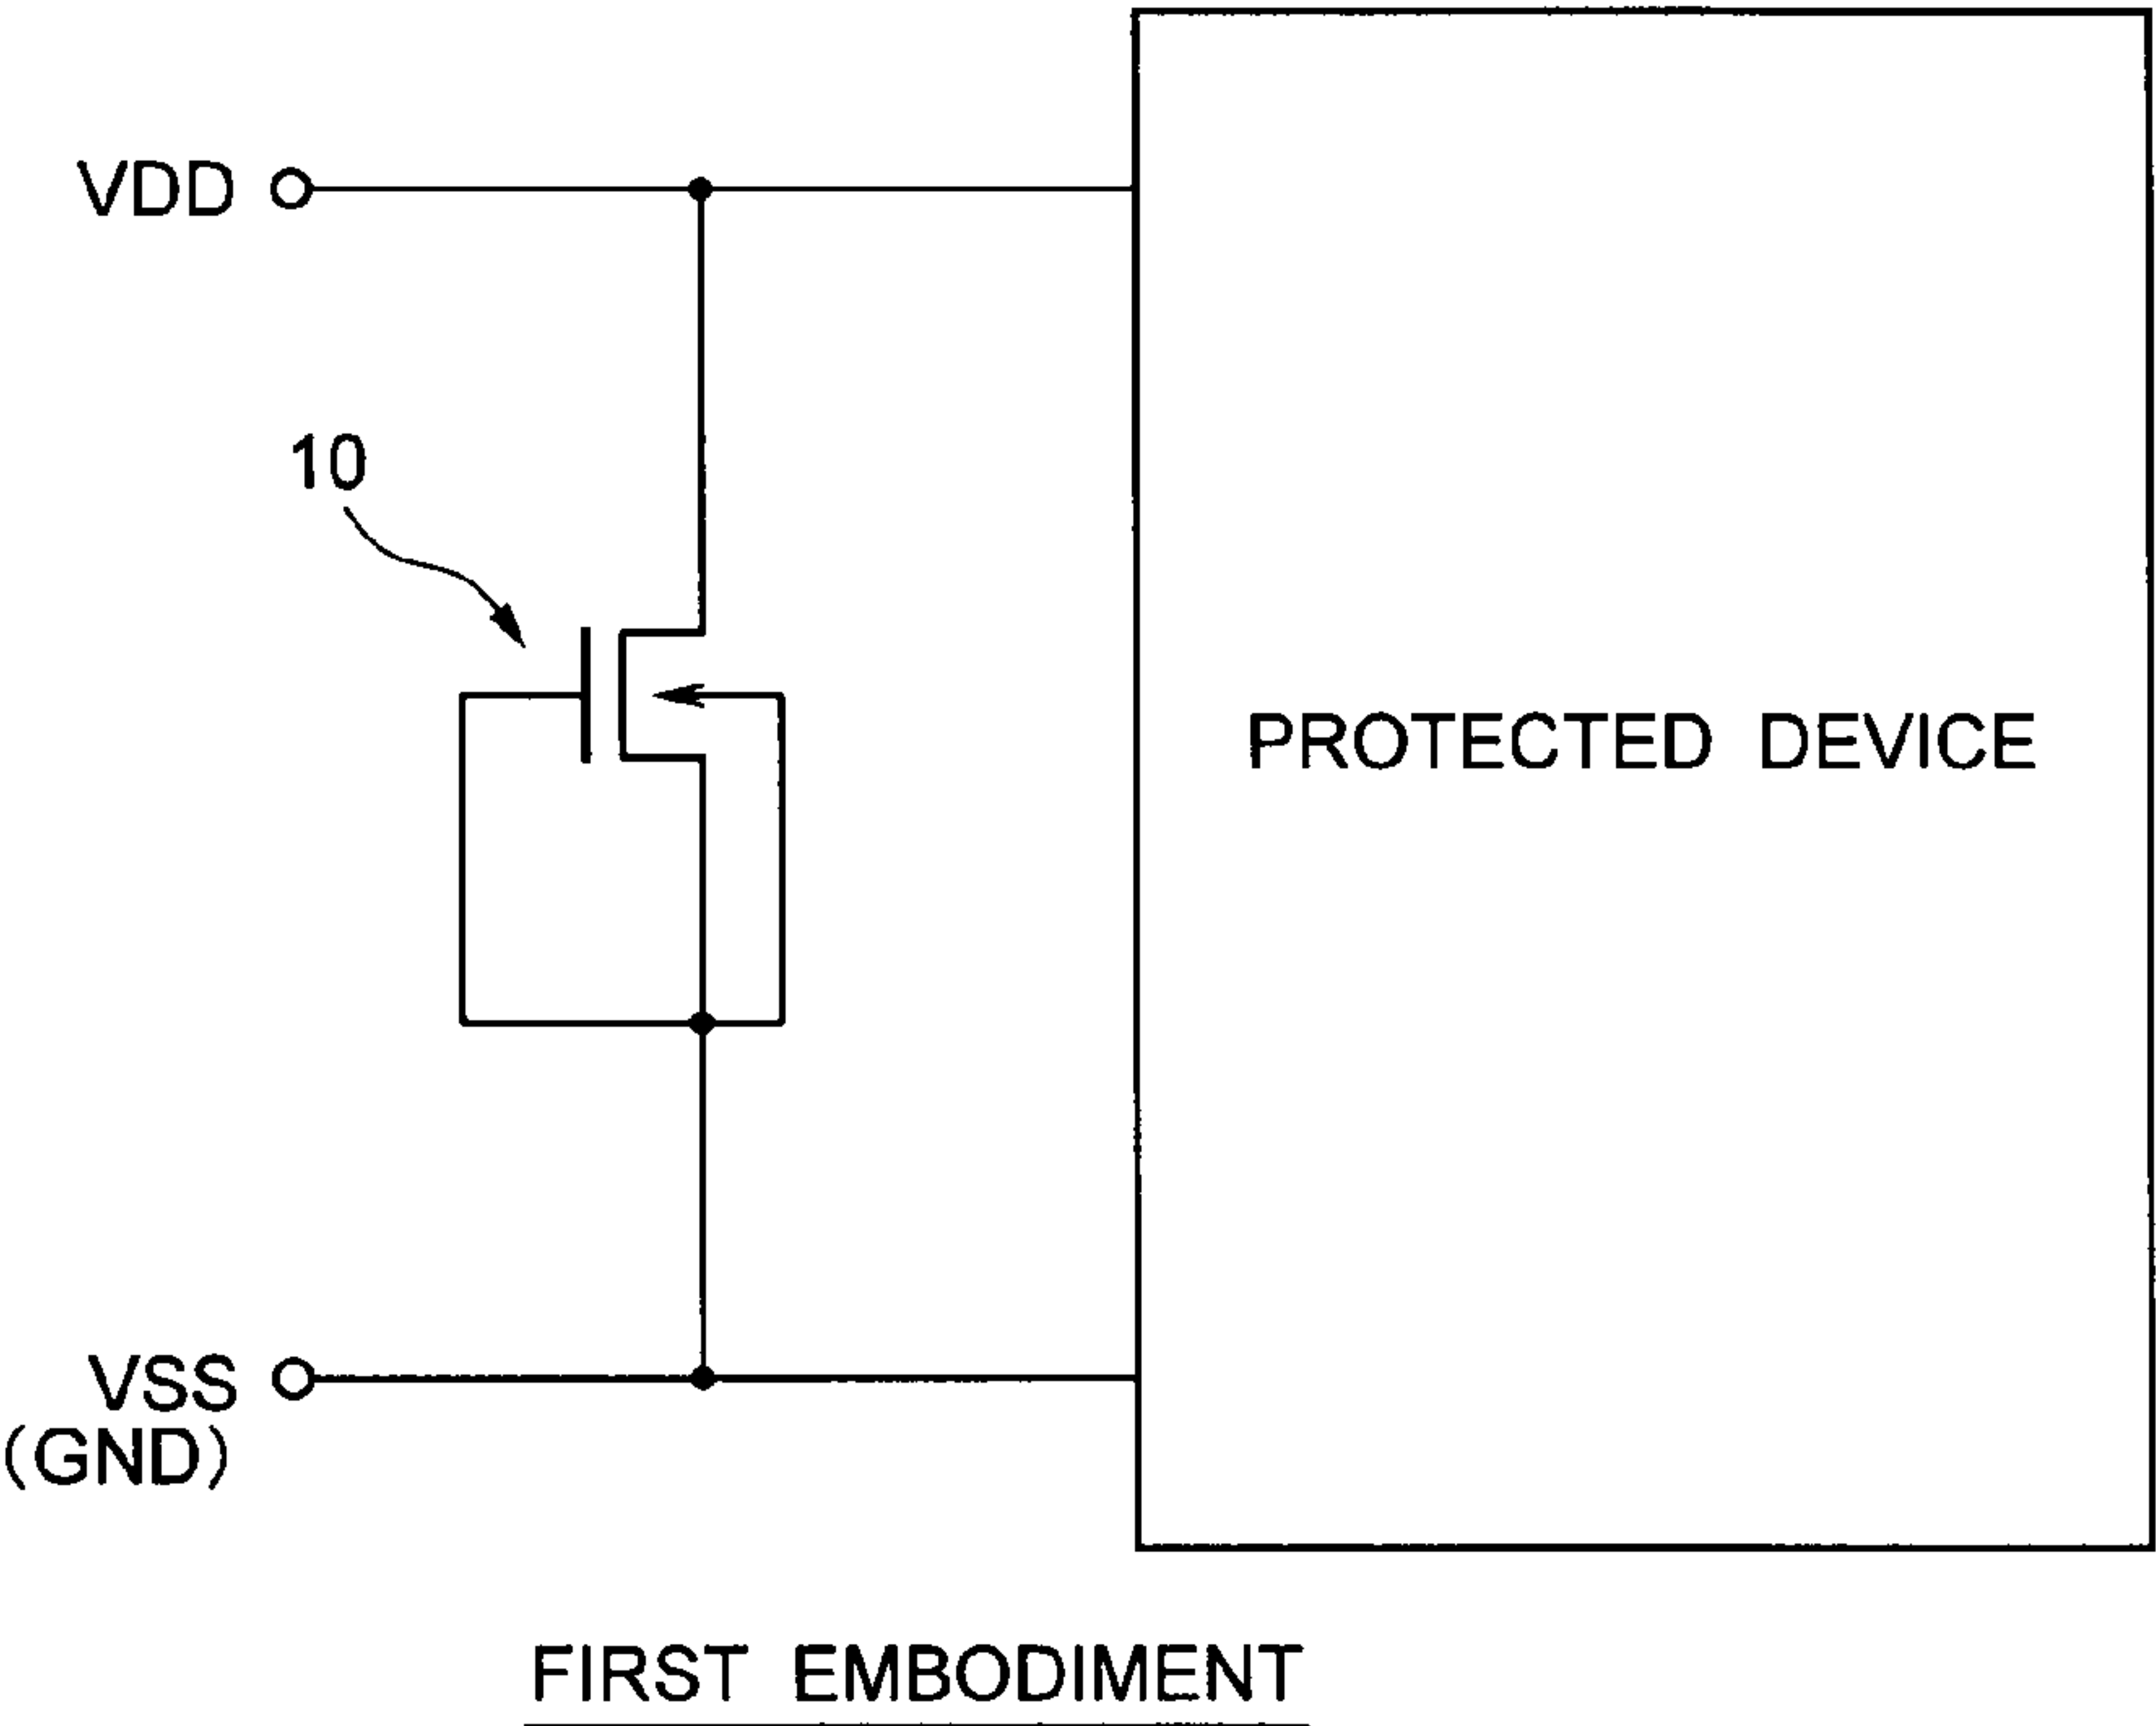 VDD
10
PROTECTED DEVICE
VSS
(GND)
FIRST EMBODIMENT